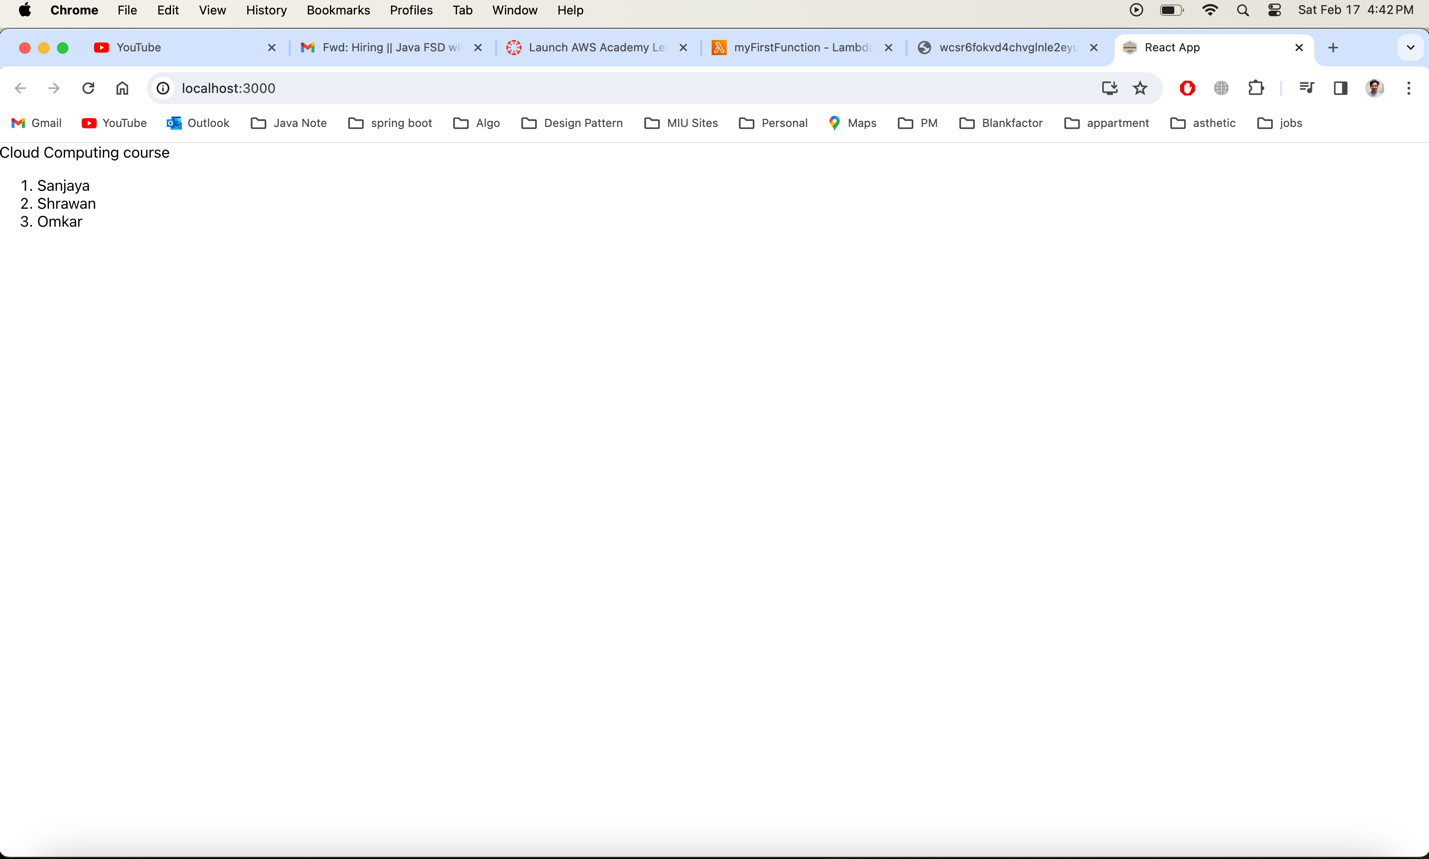 Chrome File Edit View History Bookmarks Profiles Tab Window Help Sat Feb 17 4:42 PM
YouTube Fwd: Hiring || Java FSD wi Launch AWS Academy Le myFirstFunction - Lambda wcsr6fokvd4chvglnle2eyu React App
localhost:3000
Gmail YouTube Outlook Java Note spring boot Algo Design Pattern MIU Sites Personal Maps PM Blankfactor appartment asthetic jobs
Cloud Computing course
1. Sanjaya
2. Shrawan
3. Omkar